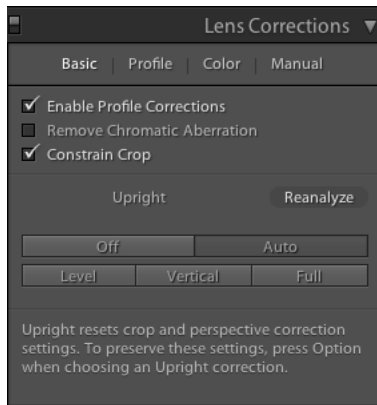 Lens Corrections
Basic | Profile | Color | Manual
Enable Profile Corrections
Remove Chromatic Aberration
Constrain Crop
Upright Reanalyze
Off Auto
Level Vertical Full
Upright resets crop and perspective correction
settings. To preserve these settings, press Option
when choosing an Upright correction.